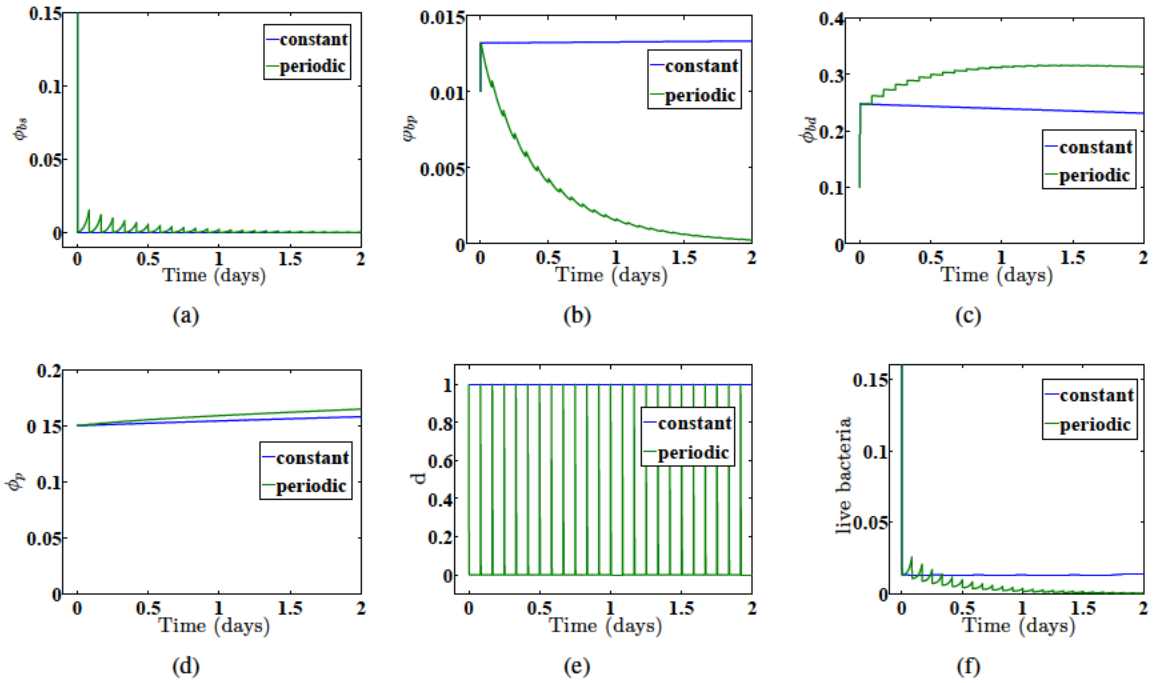 0.15
0.1
0.05
0
ϕbs
constant
periodic
0 0.5 1 1.5 2
Time (days)
(a)
0.015
0.01
0.005
0
φbp
constant
periodic
0 0.5 1 1.5 2
Time (days)
(b)
0.4
0.3
0.2
0.1
ϕbd
constant
periodic
0 0.5 1 1.5 2
Time (days)
(c)
0.2
0.15
0.1
0.05
0
ϕp
constant
periodic
0 0.5 1 1.5 2
Time (days)
(d)
1
0.8
0.6
0.4
0.2
0
d
constant
periodic
0 0.5 1 1.5 2
Time (days)
(e)
0.15
0.1
0.05
0
live bacteria
constant
periodic
0 0.5 1 1.5 2
Time (days)
(f)